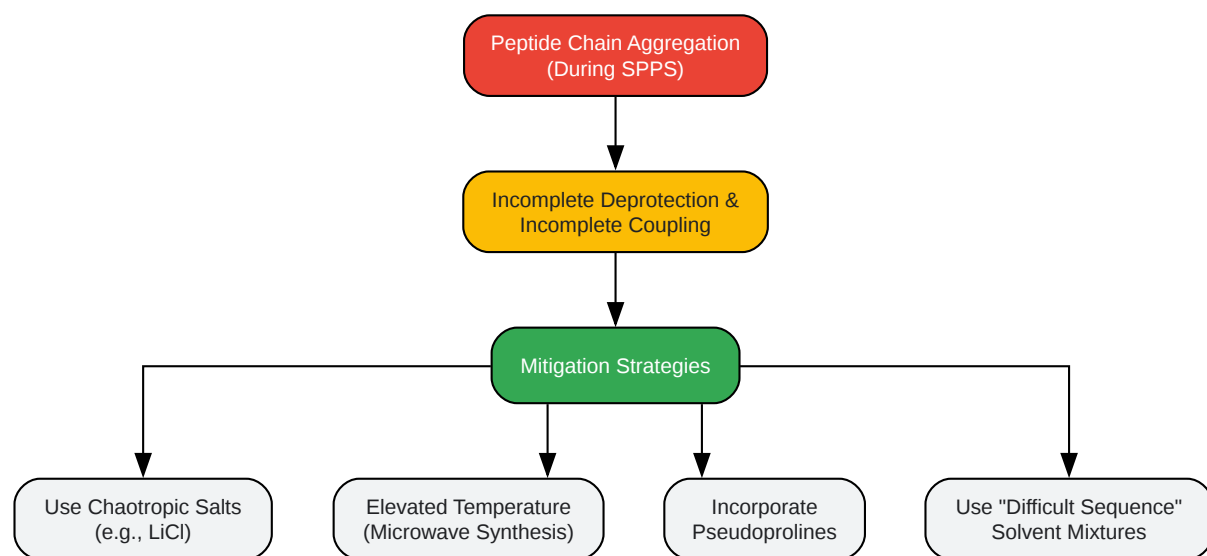 Peptide Chain Aggregation
(During SPPS)
Incomplete Deprotection &
Incomplete Coupling
Mitigation Strategies
Use Chaotropic Salts
(e.g., LiCl)
Elevated Temperature
(Microwave Synthesis)
Incorporate
Pseudoprolines
Use "Difficult Sequence"
Solvent Mixtures